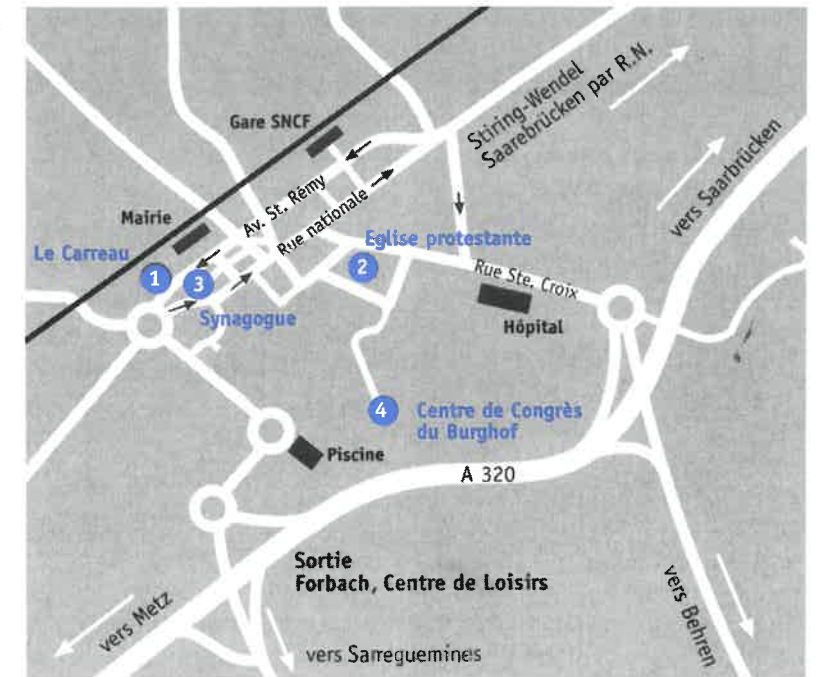 Gare SNCF
Stiring-Wendel
Saarebrücken par R.N.
vers Saarbrücken
Av. St. Rémy
Rue nationale
Mairie
Le Carreau
1
3
Synagogue
Eglise protestante
2
Rue Ste. Croix
Hôpital
4
Centre de Congrès
du Burghof
Piscine
A 320
Sortie
Forbach, Centre de Loisirs
vers Metz
vers Sarreguemines
vers Behren